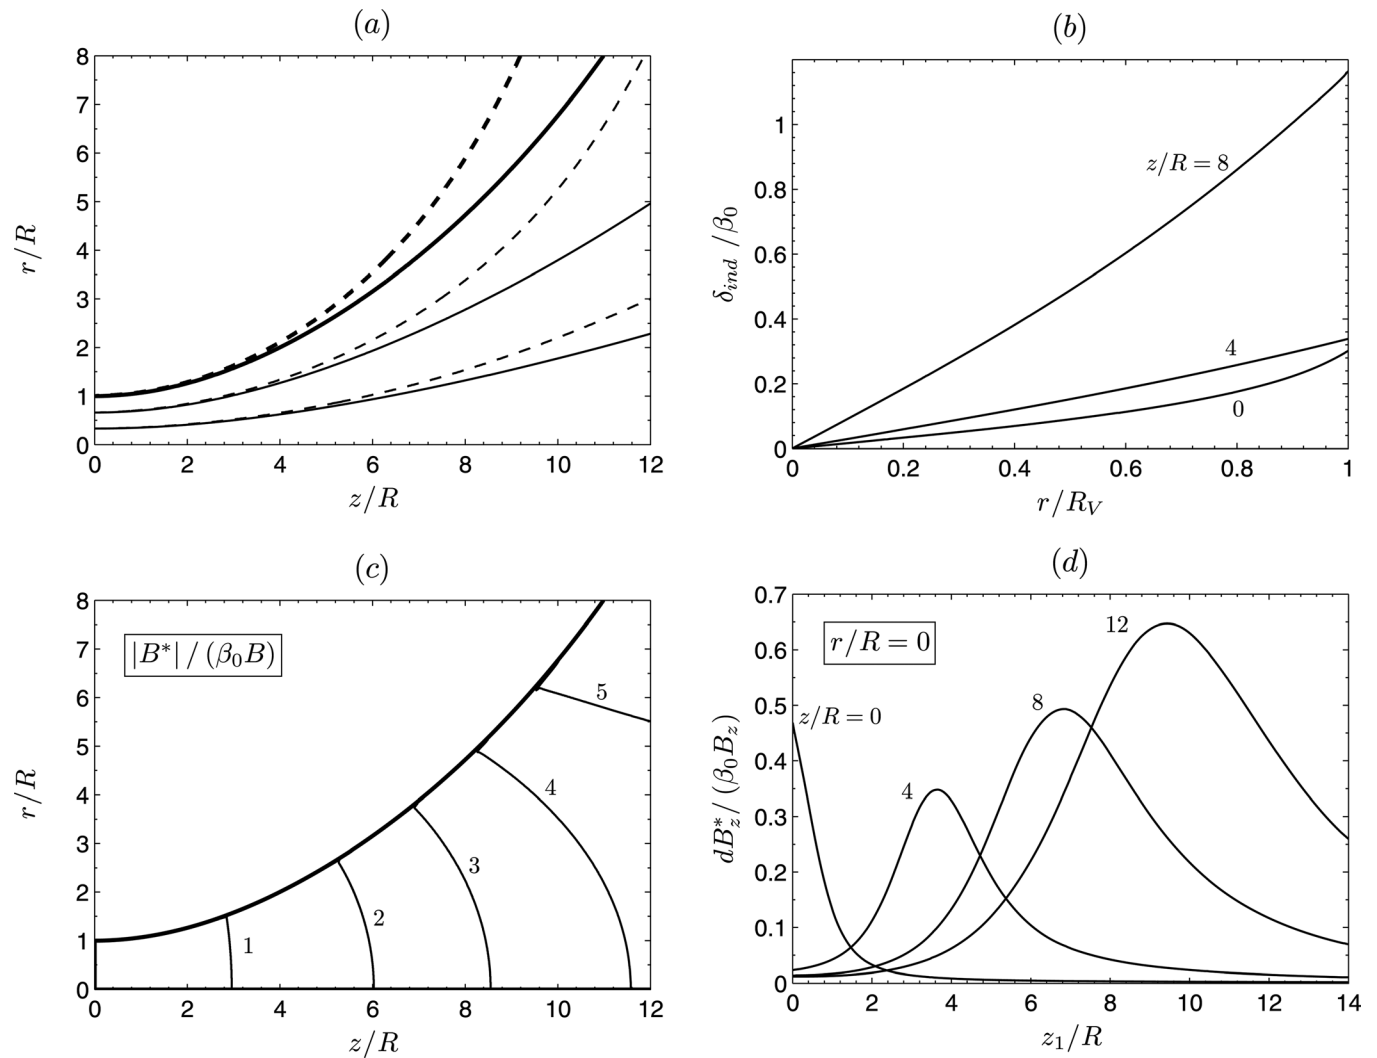 (a)
8
7
6
5
4
3
2
1
0
r/R
0 2 4 6 8 10 12
z/R
(b)
1
0.8
0.6
0.4
0.2
0
δ_ind /β_0
z/R = 8
4
0
0 0.2 0.4 0.6 0.8 1
r/R_V
(c)
8
7
6
5
4
3
2
1
0
r/R
|B*| / (β_0B)
1
2
3
4
5
0 2 4 6 8 10 12
z/R
(d)
0.7
0.6
0.5
0.4
0.3
0.2
0.1
0
dB*_z/ (β_0B_z)
r/R = 0
z/R = 0
4
8
12
0 2 4 6 8 10 12 14
z_1/R